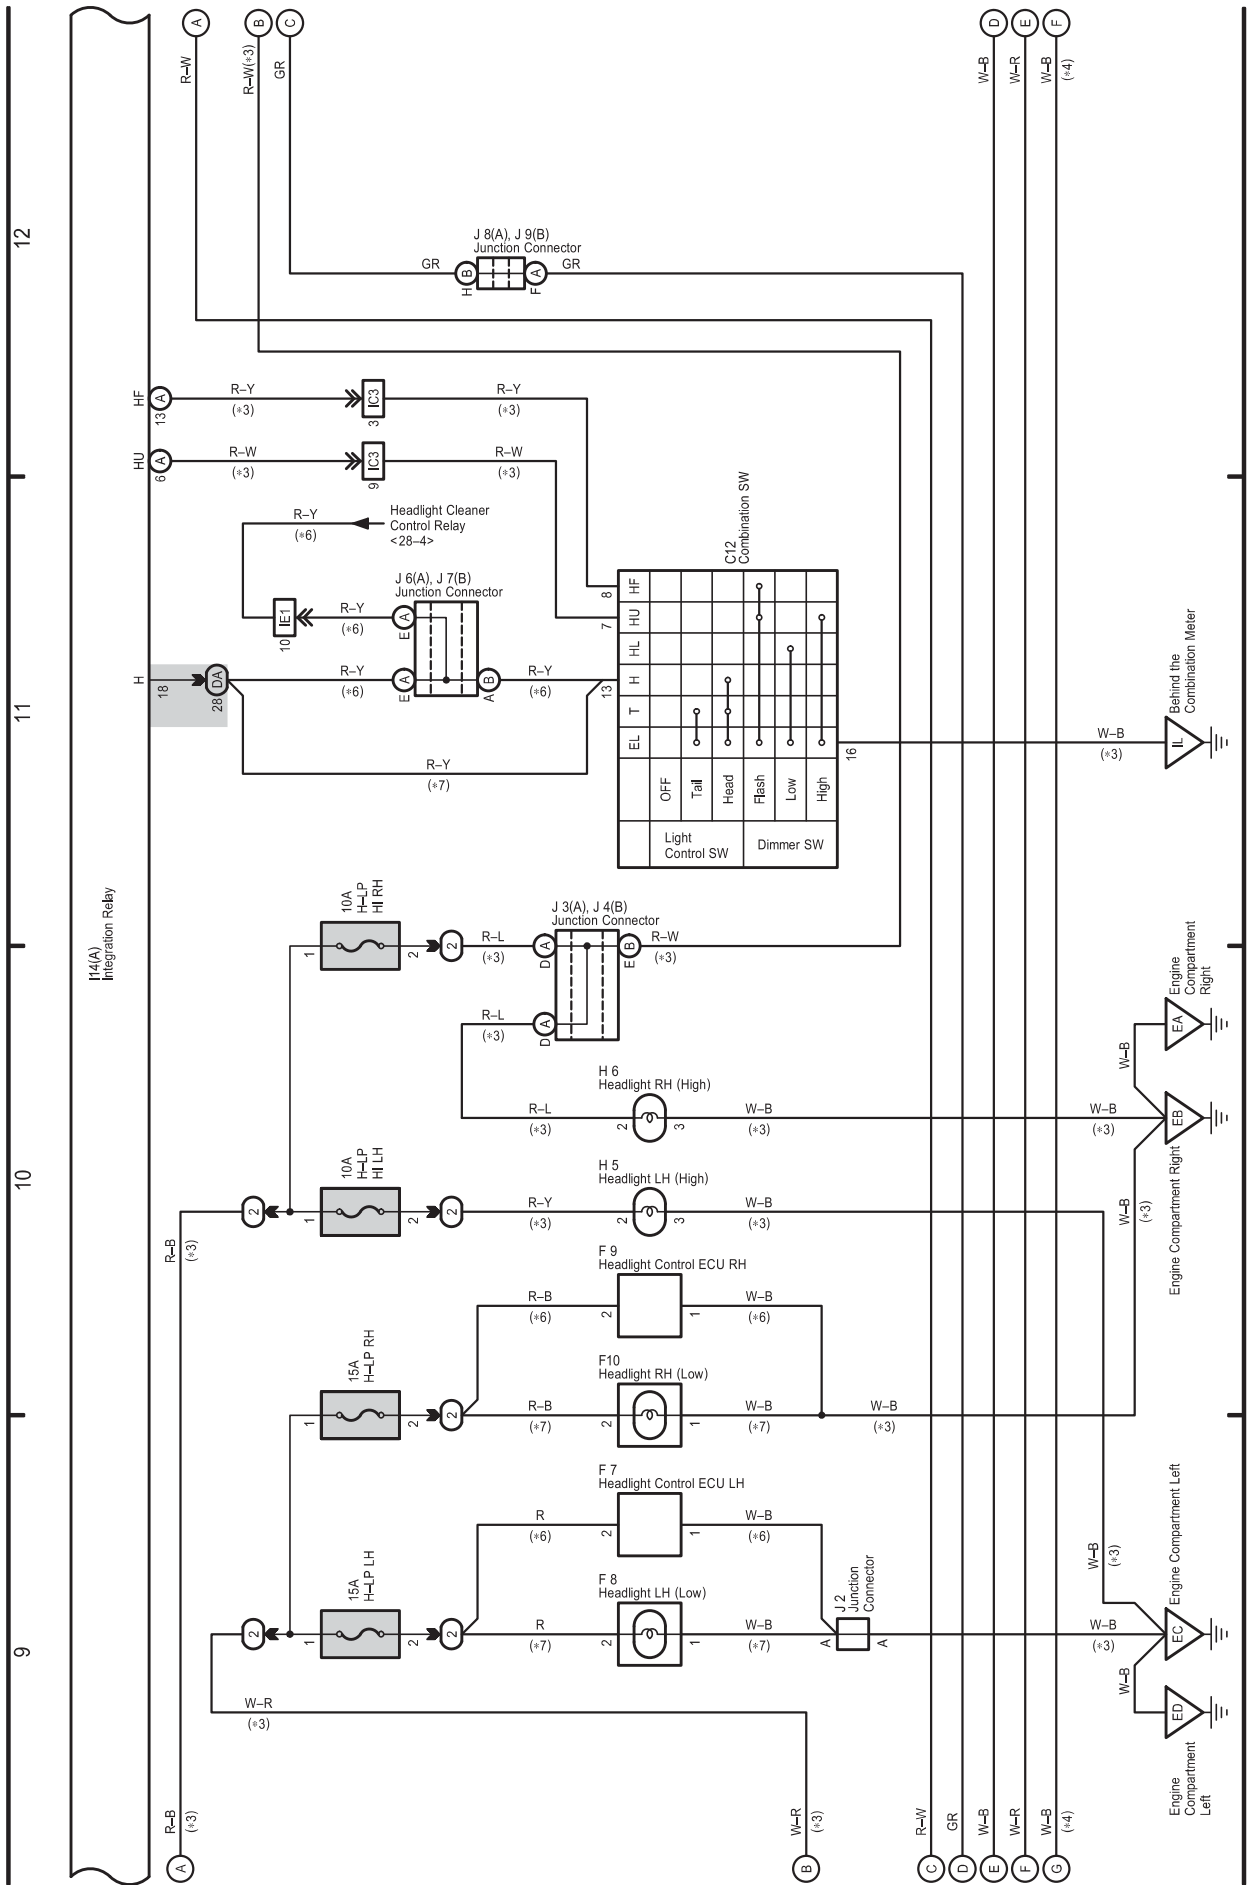 12
11
10
9
I14(A)
Integration Relay
A
R–W
B
R–W(∗3)
C
GR
D
W–B
E
W–R
F
W–B
(∗4)
J 8(A), J 9(B)
Junction Connector
GR
B
H
A
F
GR
HF
13
A
R–Y
(∗3)
IC3
3
R–Y
(∗3)
HU
6
A
R–W
(∗3)
IC3
9
R–W
(∗3)
R–Y
(∗6)
Headlight Cleaner
Control Relay
<28–4>
IE1
10
R–Y
(∗6)
J 6(A), J 7(B)
Junction Connector
E
A
H
18
28
DA
R–Y
(∗6)
E
A
B
A
R–Y
(∗6)
R–Y
(∗7)
C12
Combination SW
8
7
13
16
HF
HU
HL
H
T
EL
OFF
Tail
Head
Flash
Low
High
Light
Control SW
Dimmer SW
W–B
(∗3)
IL
Behind the
Combination Meter
10A
H–LP
HI RH
1
2
2
R–L
(∗3)
J 3(A), J 4(B)
Junction Connector
D
A
E
B
R–W
(∗3)
R–L
(∗3)
D
A
H 6
Headlight RH (High)
R–L
(∗3)
2
3
W–B
(∗3)
W–B
(∗3)
W–B
EA
Engine
Compartment
Right
EB
Engine Compartment Right
W–B
(∗3)
10A
H–LP
HI LH
2
1
2
2
R–Y
(∗3)
H 5
Headlight LH (High)
2
3
W–B
(∗3)
R–B
(∗3)
F 9
Headlight Control ECU RH
R–B
(∗6)
2
1
W–B
(∗6)
15A
H–LP RH
1
2
2
F10
Headlight RH (Low)
R–B
(∗7)
2
1
W–B
(∗7)
W–B
(∗3)
F 7
Headlight Control ECU LH
R
(∗6)
2
1
W–B
(∗6)
15A
H–LP LH
2
1
2
2
F 8
Headlight LH (Low)
R
(∗7)
2
1
W–B
(∗7)
J 2
Junction
Connector
A
A
W–B
(∗3)
W–B
(∗3)
EC
Engine Compartment Left
W–B
ED
Engine
Compartment
Left
W–R
(∗3)
R–B
(∗3)
A
W–R
(∗3)
B
R–W
C
GR
D
W–B
E
W–R
F
W–B
(∗4)
G